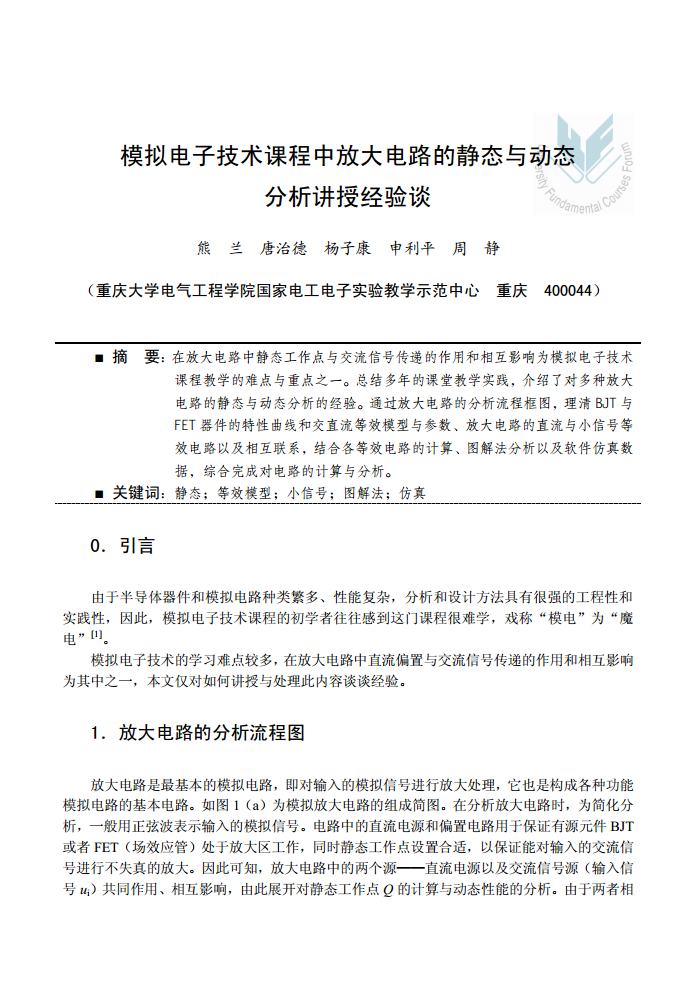 模拟电子技术课程中放大电路的静态与动态
分析讲授经验谈
ersity Fundamental Courses Forum
熊　兰　唐治德　杨子康　申利平　周　静
（重庆大学电气工程学院国家电工电子实验教学示范中心　重庆　400044）
■ 摘　要：在放大电路中静态工作点与交流信号传递的作用和相互影响为模拟电子技术
课程教学的难点与重点之一。总结多年的课堂教学实践，介绍了对多种放大
电路的静态与动态分析的经验。通过放大电路的分析流程框图，理清 BJT 与
FET 器件的特性曲线和交直流等效模型与参数、放大电路的直流与小信号等
效电路以及相互联系，结合各等效电路的计算、图解法分析以及软件仿真数
据，综合完成对电路的计算与分析。
■ 关键词：静态；等效模型；小信号；图解法；仿真
0．引言
由于半导体器件和模拟电路种类繁多、性能复杂，分析和设计方法具有很强的工程性和
实践性，因此，模拟电子技术课程的初学者往往感到这门课程很难学，戏称“模电”为“魔
电”[1]。
模拟电子技术的学习难点较多，在放大电路中直流偏置与交流信号传递的作用和相互影响
为其中之一，本文仅对如何讲授与处理此内容谈谈经验。
1．放大电路的分析流程图
放大电路是最基本的模拟电路，即对输入的模拟信号进行放大处理，它也是构成各种功能
模拟电路的基本电路。如图 1（a）为模拟放大电路的组成简图。在分析放大电路时，为简化分
析，一般用正弦波表示输入的模拟信号。电路中的直流电源和偏置电路用于保证有源元件 BJT
或者 FET（场效应管）处于放大区工作，同时静态工作点设置合适，以保证能对输入的交流信
号进行不失真的放大。因此可知，放大电路中的两个源——直流电源以及交流信号源（输入信
号 ui）共同作用、相互影响，由此展开对静态工作点 Q 的计算与动态性能的分析。由于两者相